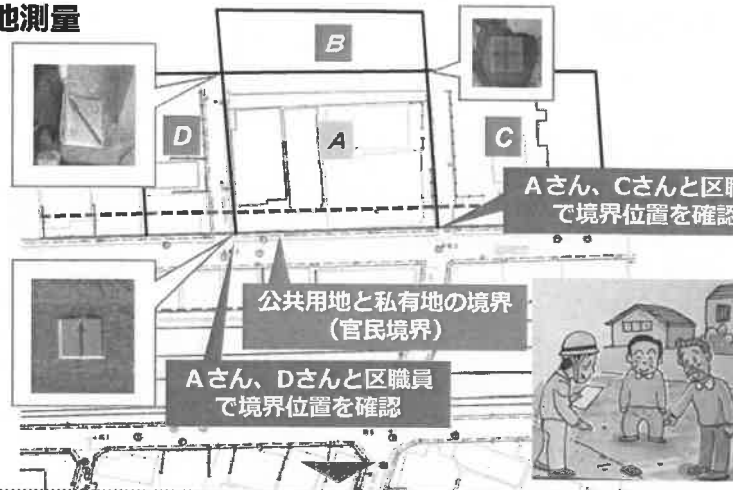 地測量
B
D
A
C
Aさん、Cさんと区職
で境界位置を確認
公共用地と私有地の境界
（官民境界）
Aさん、Dさんと区職員
で境界位置を確認